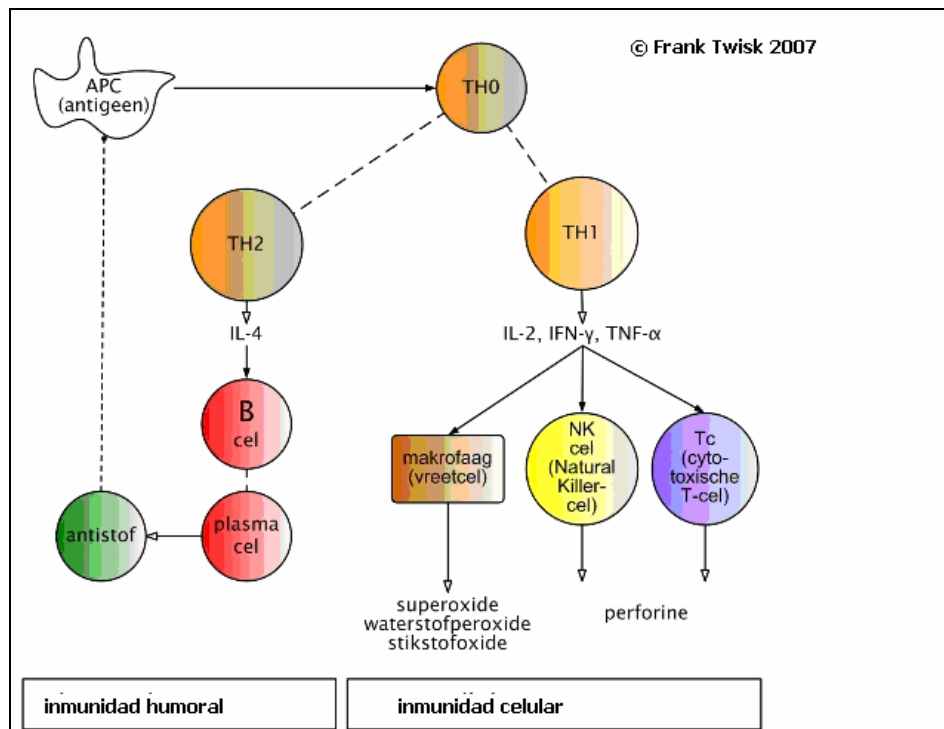 © Frank Twisk 2007
APC
(antigeen)
TH0
TH2
TH1
IL-4
IL-2, IFN-γ, TNF-α
B
cel
makrofaag
(vreetcel)
NK
cel
(Natural
Killer-
cel)
Tc
(cyto-
toxische
T-cel)
antistof
plasma
cel
superoxide
waterstofperoxide
stikstofoxide
perforine
inmunidad humoral
inmunidad celular